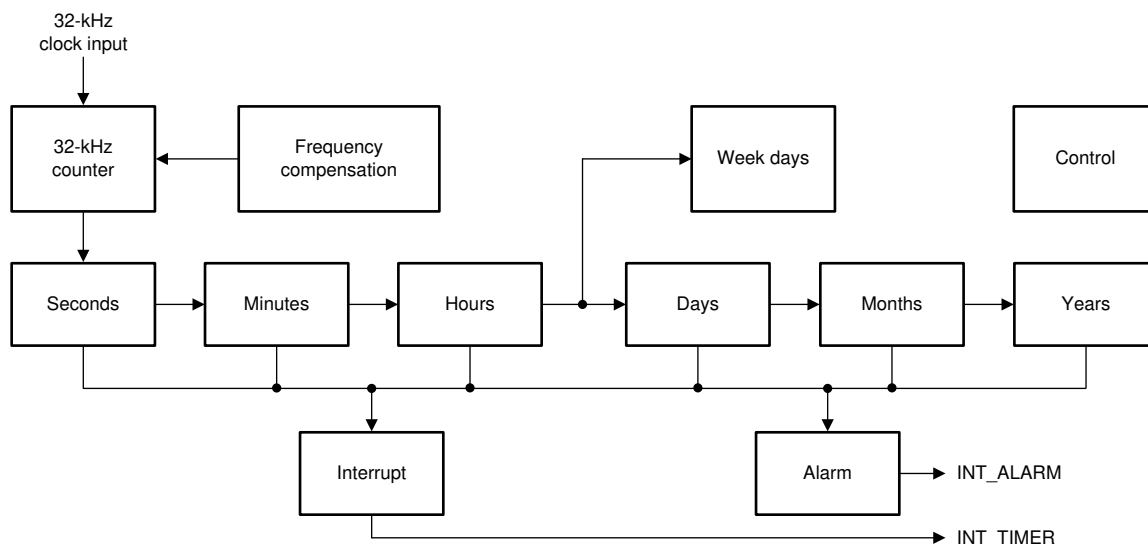 32-kHz
clock input
32-kHz
counter
Frequency
compensation
Week days
Control
Seconds
Minutes
Hours
Days
Months
Years
Interrupt
Alarm
INT_ALARM
INT_TIMER